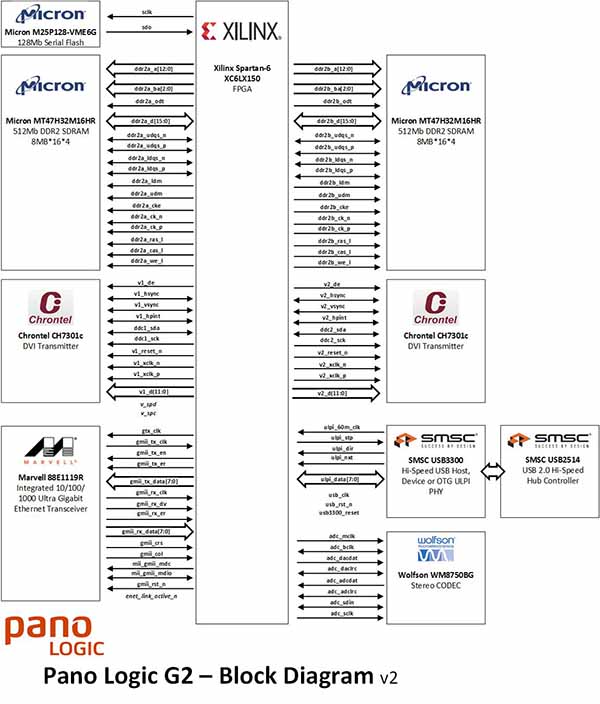 Micron
Micron M25P128-VME6G
128Mb Serial Flash
sclk
sdo
XILINX
Xilinx Spartan-6
XC6LX150
FPGA
Micron
Micron MT47H32M16HR
512Mb DDR2 SDRAM
8MB*16*4
ddr2a_a[12:0]
ddr2a_ba[2:0]
ddr2a_odt
ddr2a_d[15:0]
ddr2a_udqs_n
ddr2a_udqs_p
ddr2a_ldqs_n
ddr2a_ldqs_p
ddr2a_ldm
ddr2a_udm
ddr2a_cke
ddr2a_ck_n
ddr2a_ck_p
ddr2a_ras_l
ddr2a_cas_l
ddr2a_we_l
ddr2b_a[12:0]
ddr2b_ba[2:0]
ddr2b_odt
ddr2b_d[15:0]
ddr2b_udqs_n
ddr2b_udqs_p
ddr2b_ldqs_n
ddr2b_ldqs_p
ddr2b_ldm
ddr2b_udm
ddr2b_cke
ddr2b_ck_n
ddr2b_ck_p
ddr2b_ras_l
ddr2b_cas_l
ddr2b_we_l
Micron
Micron MT47H32M16HR
512Mb DDR2 SDRAM
8MB*16*4
Chrontel
Chrontel CH7301c
DVI Transmitter
v1_de
v1_hsync
v1_vsync
v1_hpint
ddc1_sda
ddc1_sck
v1_reset_n
v1_xclk_n
v1_xclk_p
v1_d(11:0]
v_spd
v_spc
v2_de
v2_hsync
v2_vsync
v2_hpint
ddc2_sda
ddc2_sck
v2_reset_n
v2_xclk_n
v2_xclk_p
v2_d(11:0]
Chrontel
Chrontel CH7301c
DVI Transmitter
MARVELL
Marvell 88E1119R
Integrated 10/100/
1000 Ultra Gigabit
Ethernet Transceiver
gtx_clk
gmii_tx_clk
gmii_tx_en
gmii_tx_er
gmii_tx_data[7:0]
gmii_rx_clk
gmii_rx_dv
gmii_rx_er
gmii_rx_data[7:0]
gmii_crs
gmii_col
mii_gmii_mdc
mii_gmii_mdio
gmii_rst_n
enet_link_active_n
ulpi_60m_clk
ulpi_stp
ulpi_dir
ulpi_nxt
ulpi_data[7:0]
usb_clk
usb_rst_n
usb3300_reset
SMSC
SUCCESS BY DESIGN
SMSC USB3300
Hi-Speed USB Host,
Device or OTG ULPI
PHY
SMSC
SUCCESS BY DESIGN
SMSC USB2514
USB 2.0 HI-Speed
Hub Controller
adc_mclk
adc_bclk
adc_dacdat
adc_daclrc
adc_adcdat
adc_adclrc
adc_sdin
adc_sclk
wolfson
Wolfson WM8750BG
Stereo CODEC
pano
LOGIC
Pano Logic G2 – Block Diagram v2